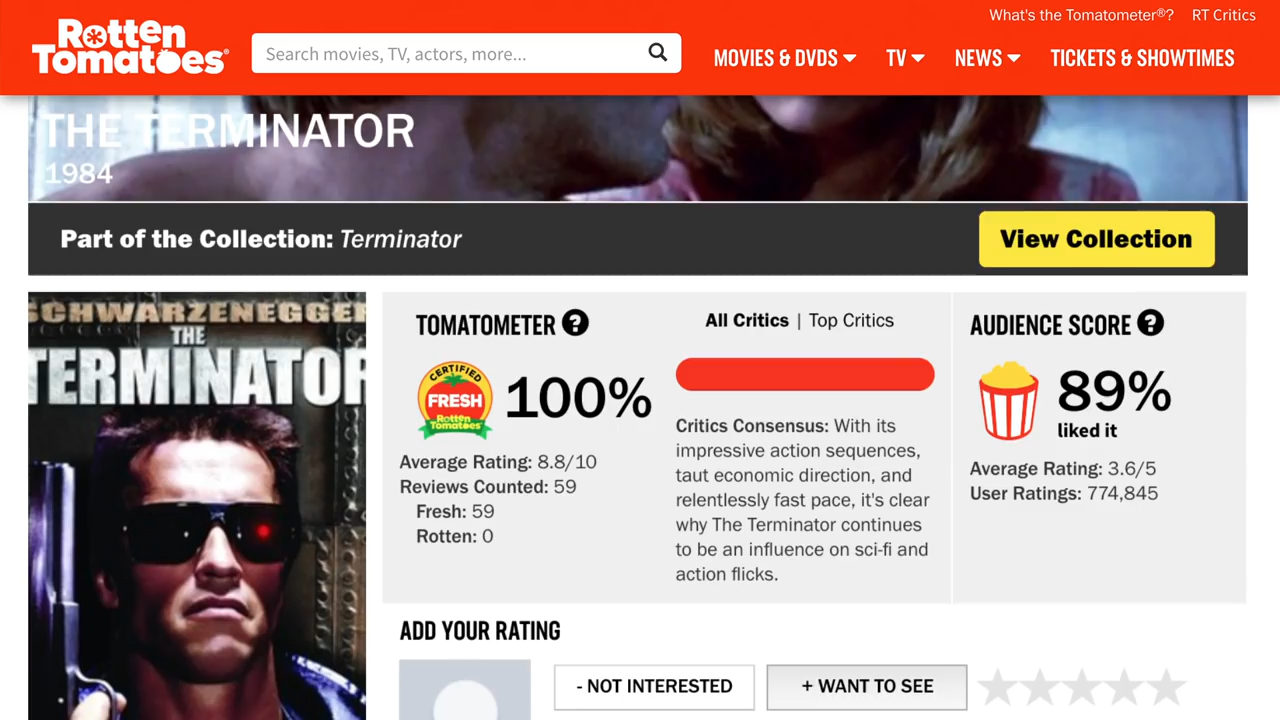 What's the Tomatometer®? RT Critics
Rotten
Tomatoes®
Search movies, TV, actors, more...
MOVIES & DVDS TV NEWS TICKETS & SHOWTIMES
THE TERMINATOR
1984
Part of the Collection: Terminator
View Collection
SCHWARZENEGGER
THE
TERMINATOR
TOMATOMETER ?
CERTIFIED
FRESH
Rotten
Tomatoes
100%
Average Rating: 8.8/10
Reviews Counted: 59
Fresh: 59
Rotten: 0
All Critics | Top Critics
Critics Consensus: With its
impressive action sequences,
taut economic direction, and
relentlessly fast pace, it's clear
why The Terminator continues
to be an influence on sci-fi and
action flicks.
AUDIENCE SCORE ?
89%
liked it
Average Rating: 3.6/5
User Ratings: 774,845
ADD YOUR RATING
- NOT INTERESTED
+ WANT TO SEE